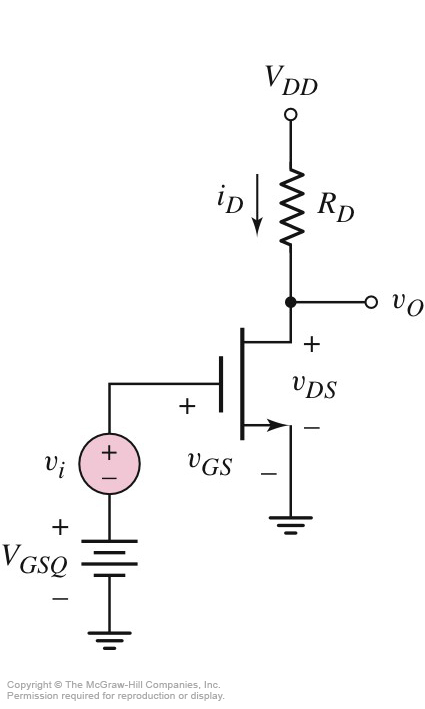 V_DD
i_D
R_D
v_O
+
v_DS
+
−
v_i
+
−
v_GS
−
+
V_GSQ
−
Copyright © The McGraw-Hill Companies, Inc.
Permission required for reproduction or display.